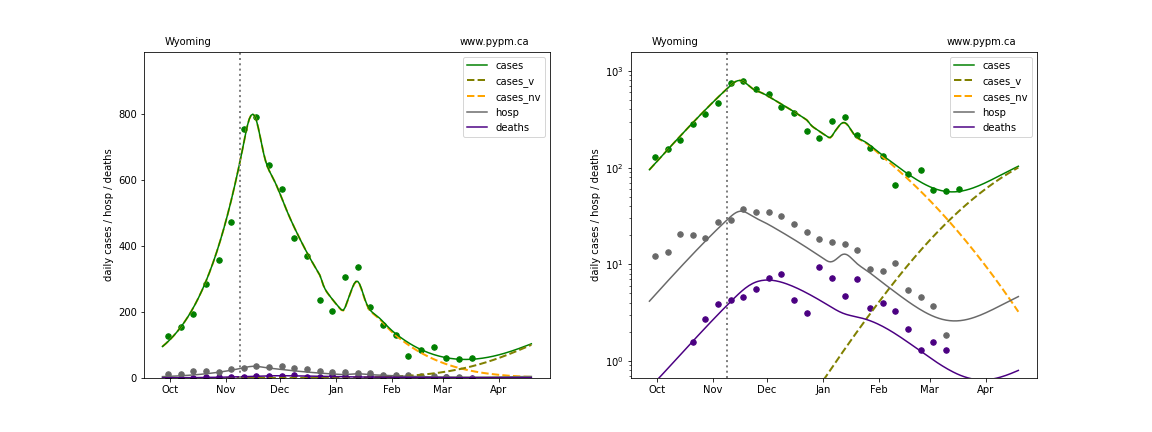 Wyoming www.pypm.ca
cases
cases_v
cases_nv
hosp
deaths
daily cases / hosp / deaths
800
600
400
200
0
Oct Nov Dec Jan Feb Mar Apr
Wyoming www.pypm.ca
cases
cases_v
cases_nv
hosp
deaths
daily cases / hosp / deaths
10³
10²
10¹
10⁰
Oct Nov Dec Jan Feb Mar Apr